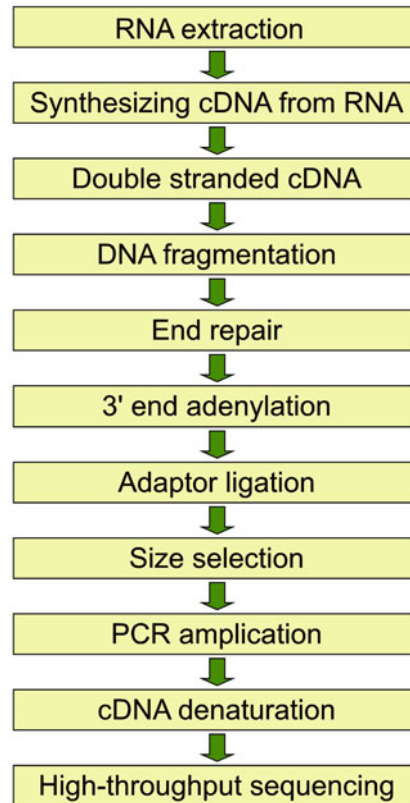 RNA extraction
Synthesizing cDNA from RNA
Double stranded cDNA
DNA fragmentation
End repair
3' end adenylation
Adaptor ligation
Size selection
PCR amplication
cDNA denaturation
High-throughput sequencing